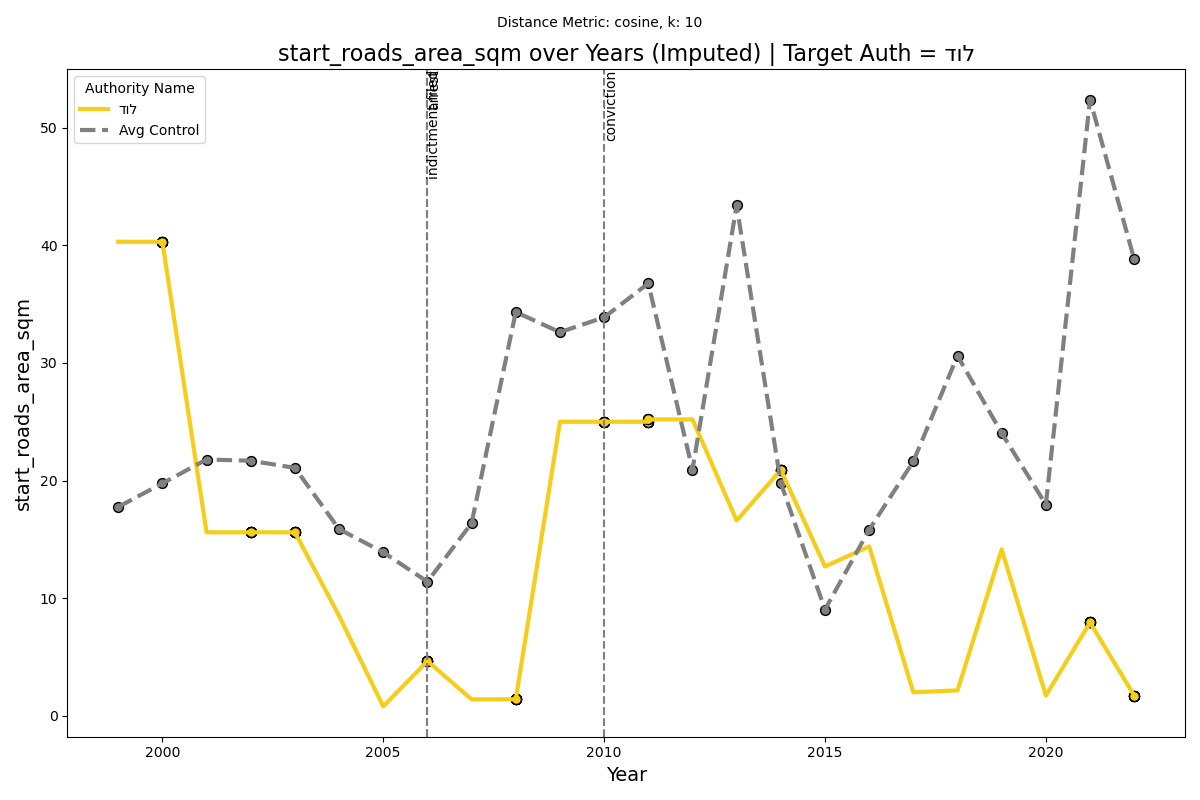 Distance Metric: cosine, k: 10
start_roads_area_sqm over Years (Imputed) | Target Auth = לוד
Authority Name
לוד
Avg Control
indictment
arrest
conviction
start_roads_area_sqm
50
40
30
20
10
0
2000
2005
2010
2015
2020
Year